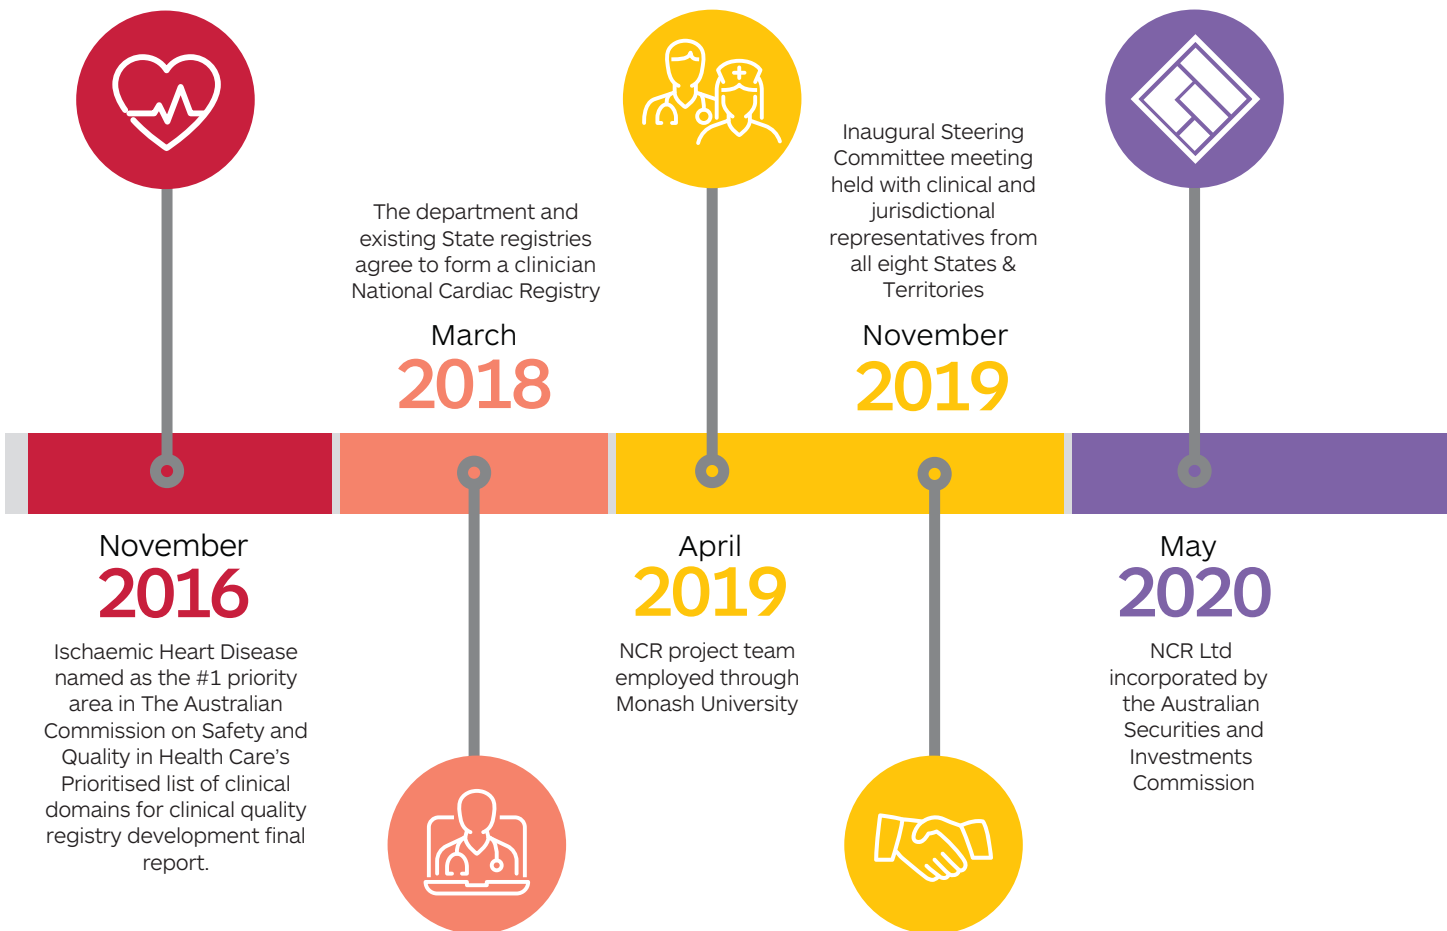 November
2016
Ischaemic Heart Disease
named as the #1 priority
area in The Australian
Commission on Safety and
Quality in Health Care’s
Prioritised list of clinical
domains for clinical quality
registry development final
report.
The department and
existing State registries
agree to form a clinician
National Cardiac Registry
March
2018
April
2019
NCR project team
employed through
Monash University
Inaugural Steering
Committee meeting
held with clinical and
jurisdictional
representatives from
all eight States &
Territories
November
2019
May
2020
NCR Ltd
incorporated by
the Australian
Securities and
Investments
Commission